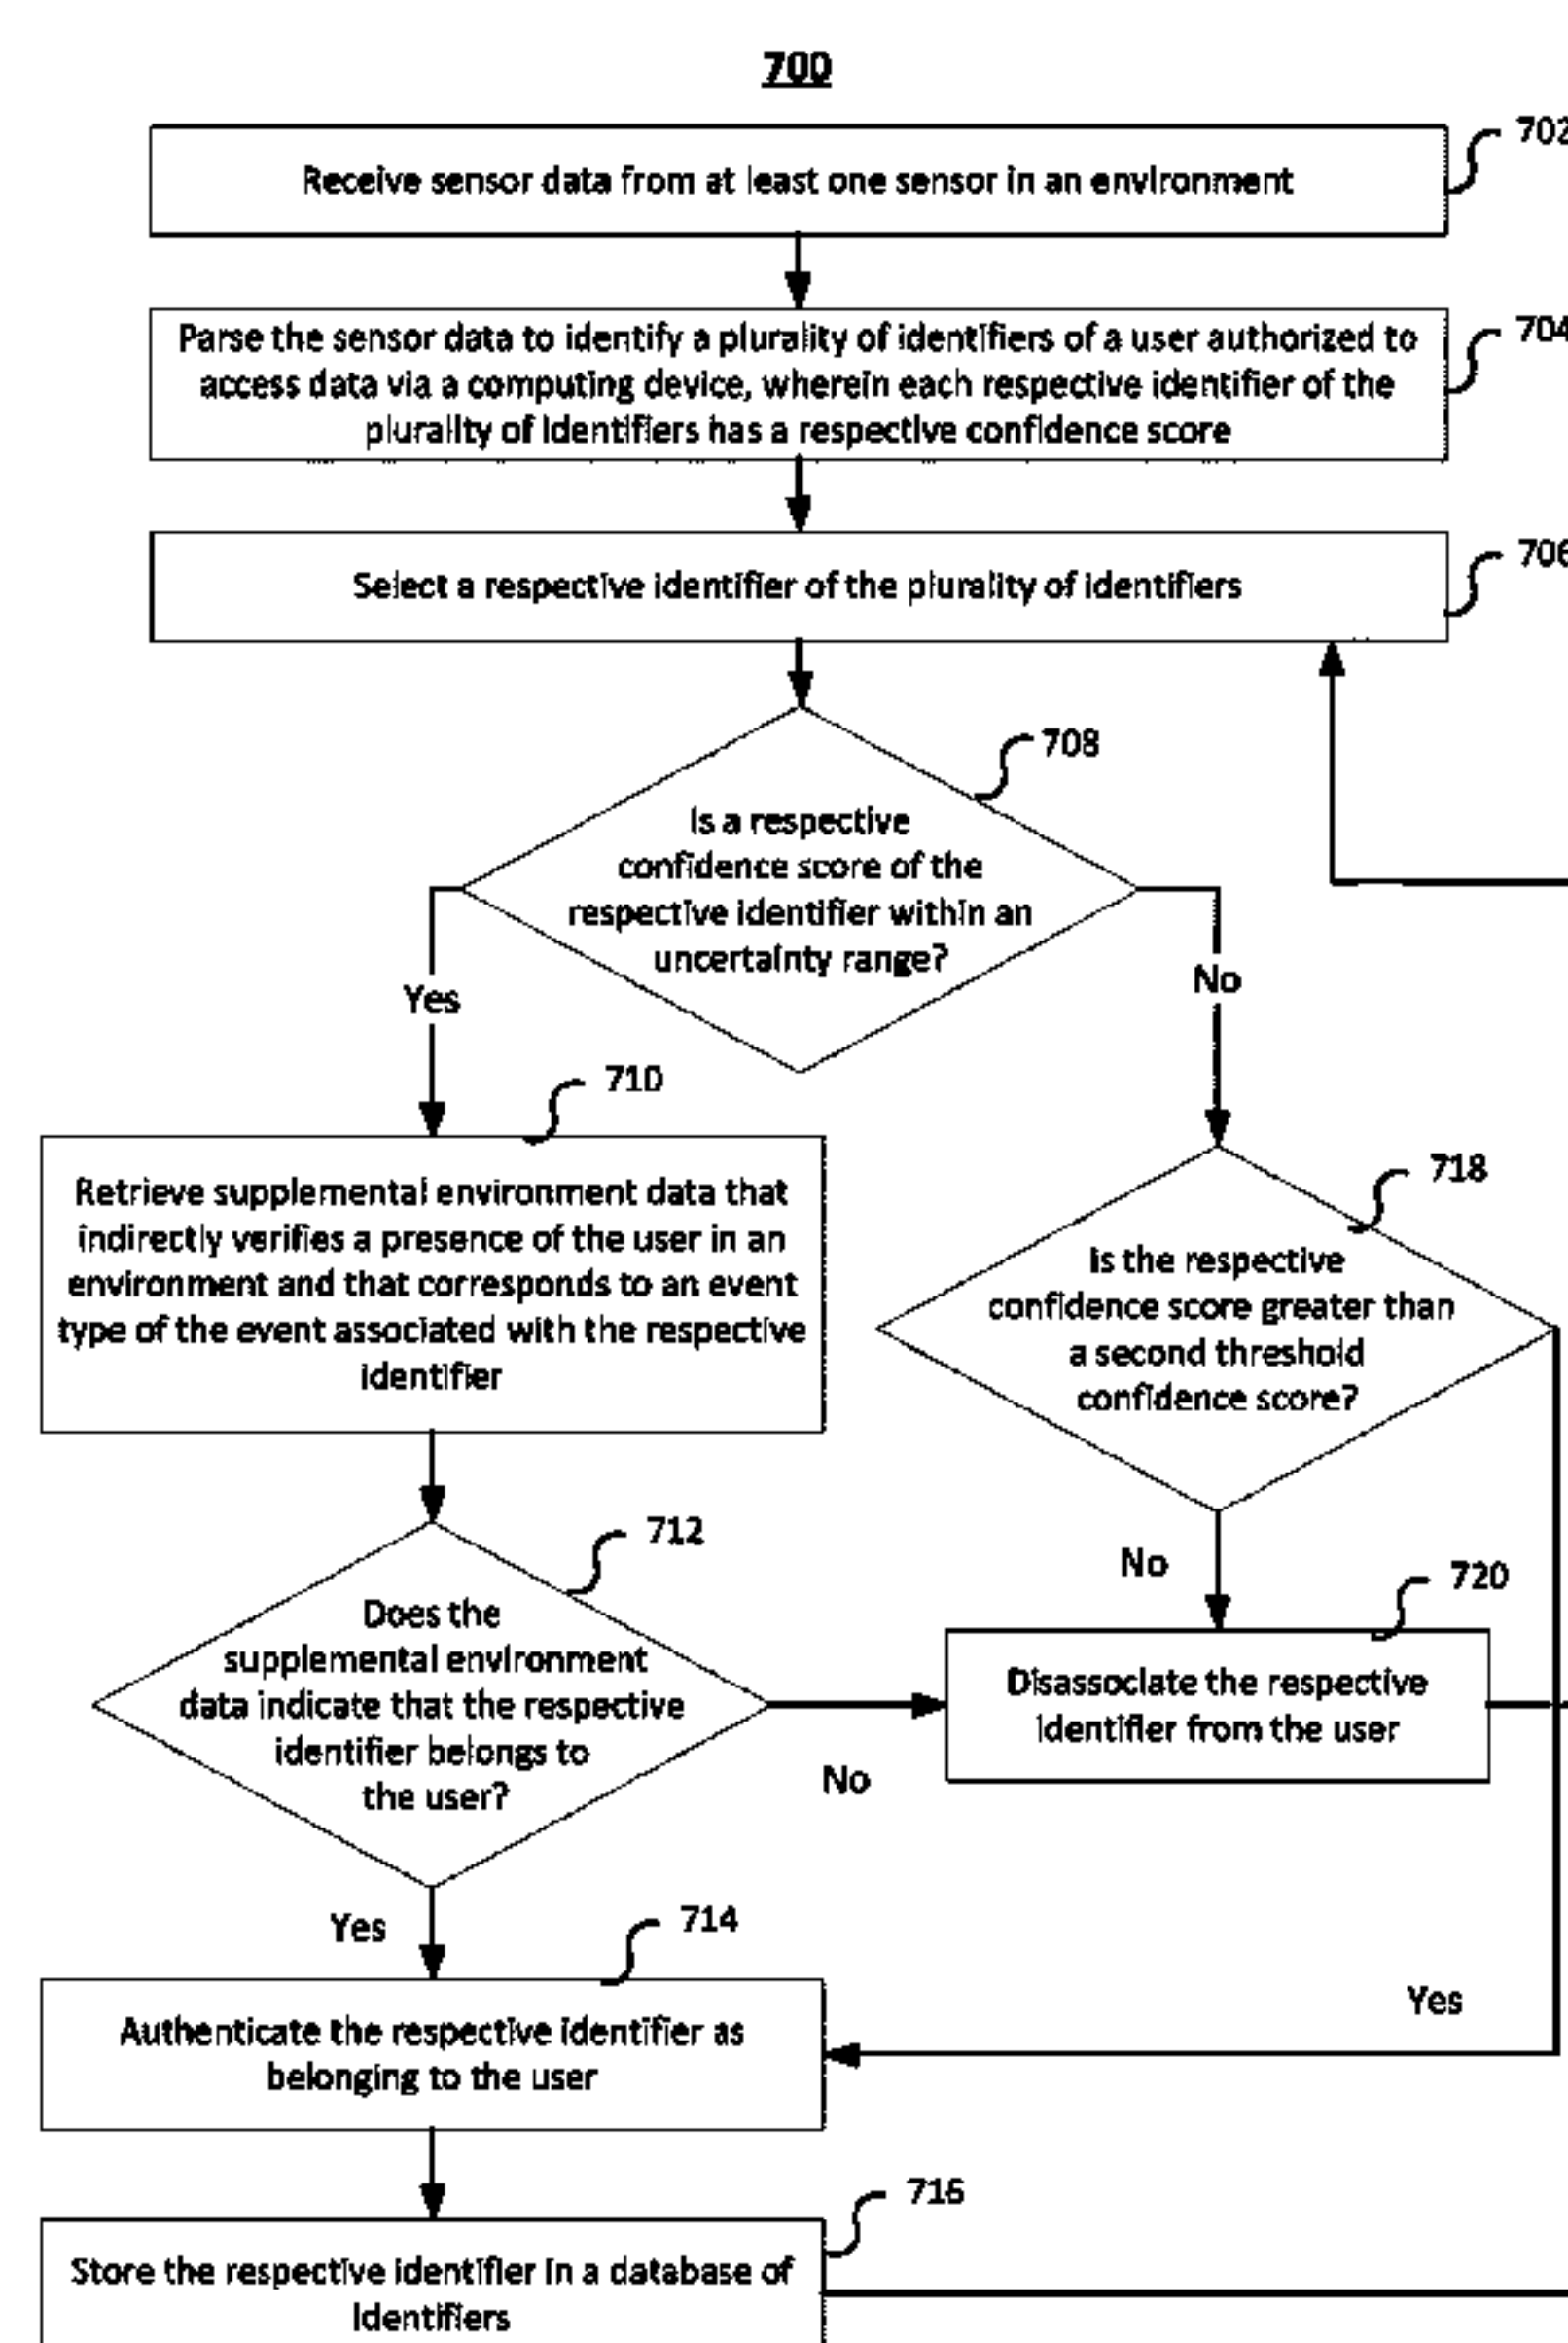 700
702
Receive sensor data from at least one sensor in an environment
704
Parse the sensor data to identify a plurality of identifiers of a user authorized to
access data via a computing device, wherein each respective identifier of the
plurality of identifiers has a respective confidence score
706
Select a respective identifier of the plurality of identifiers
708
Is a respective
confidence score of the
respective identifier within an
uncertainty range?
Yes
No
710
Retrieve supplemental environment data that
indirectly verifies a presence of the user in an
environment and that corresponds to an event
type of the event associated with the respective
identifier
718
Is the respective
confidence score greater than
a second threshold
confidence score?
712
Does the
supplemental environment
data indicate that the respective
identifier belongs to
the user?
No
720
Disassociate the respective
identifier from the user
No
Yes
714
Authenticate the respective identifier as
belonging to the user
Yes
716
Store the respective identifier in a database of
identifiers